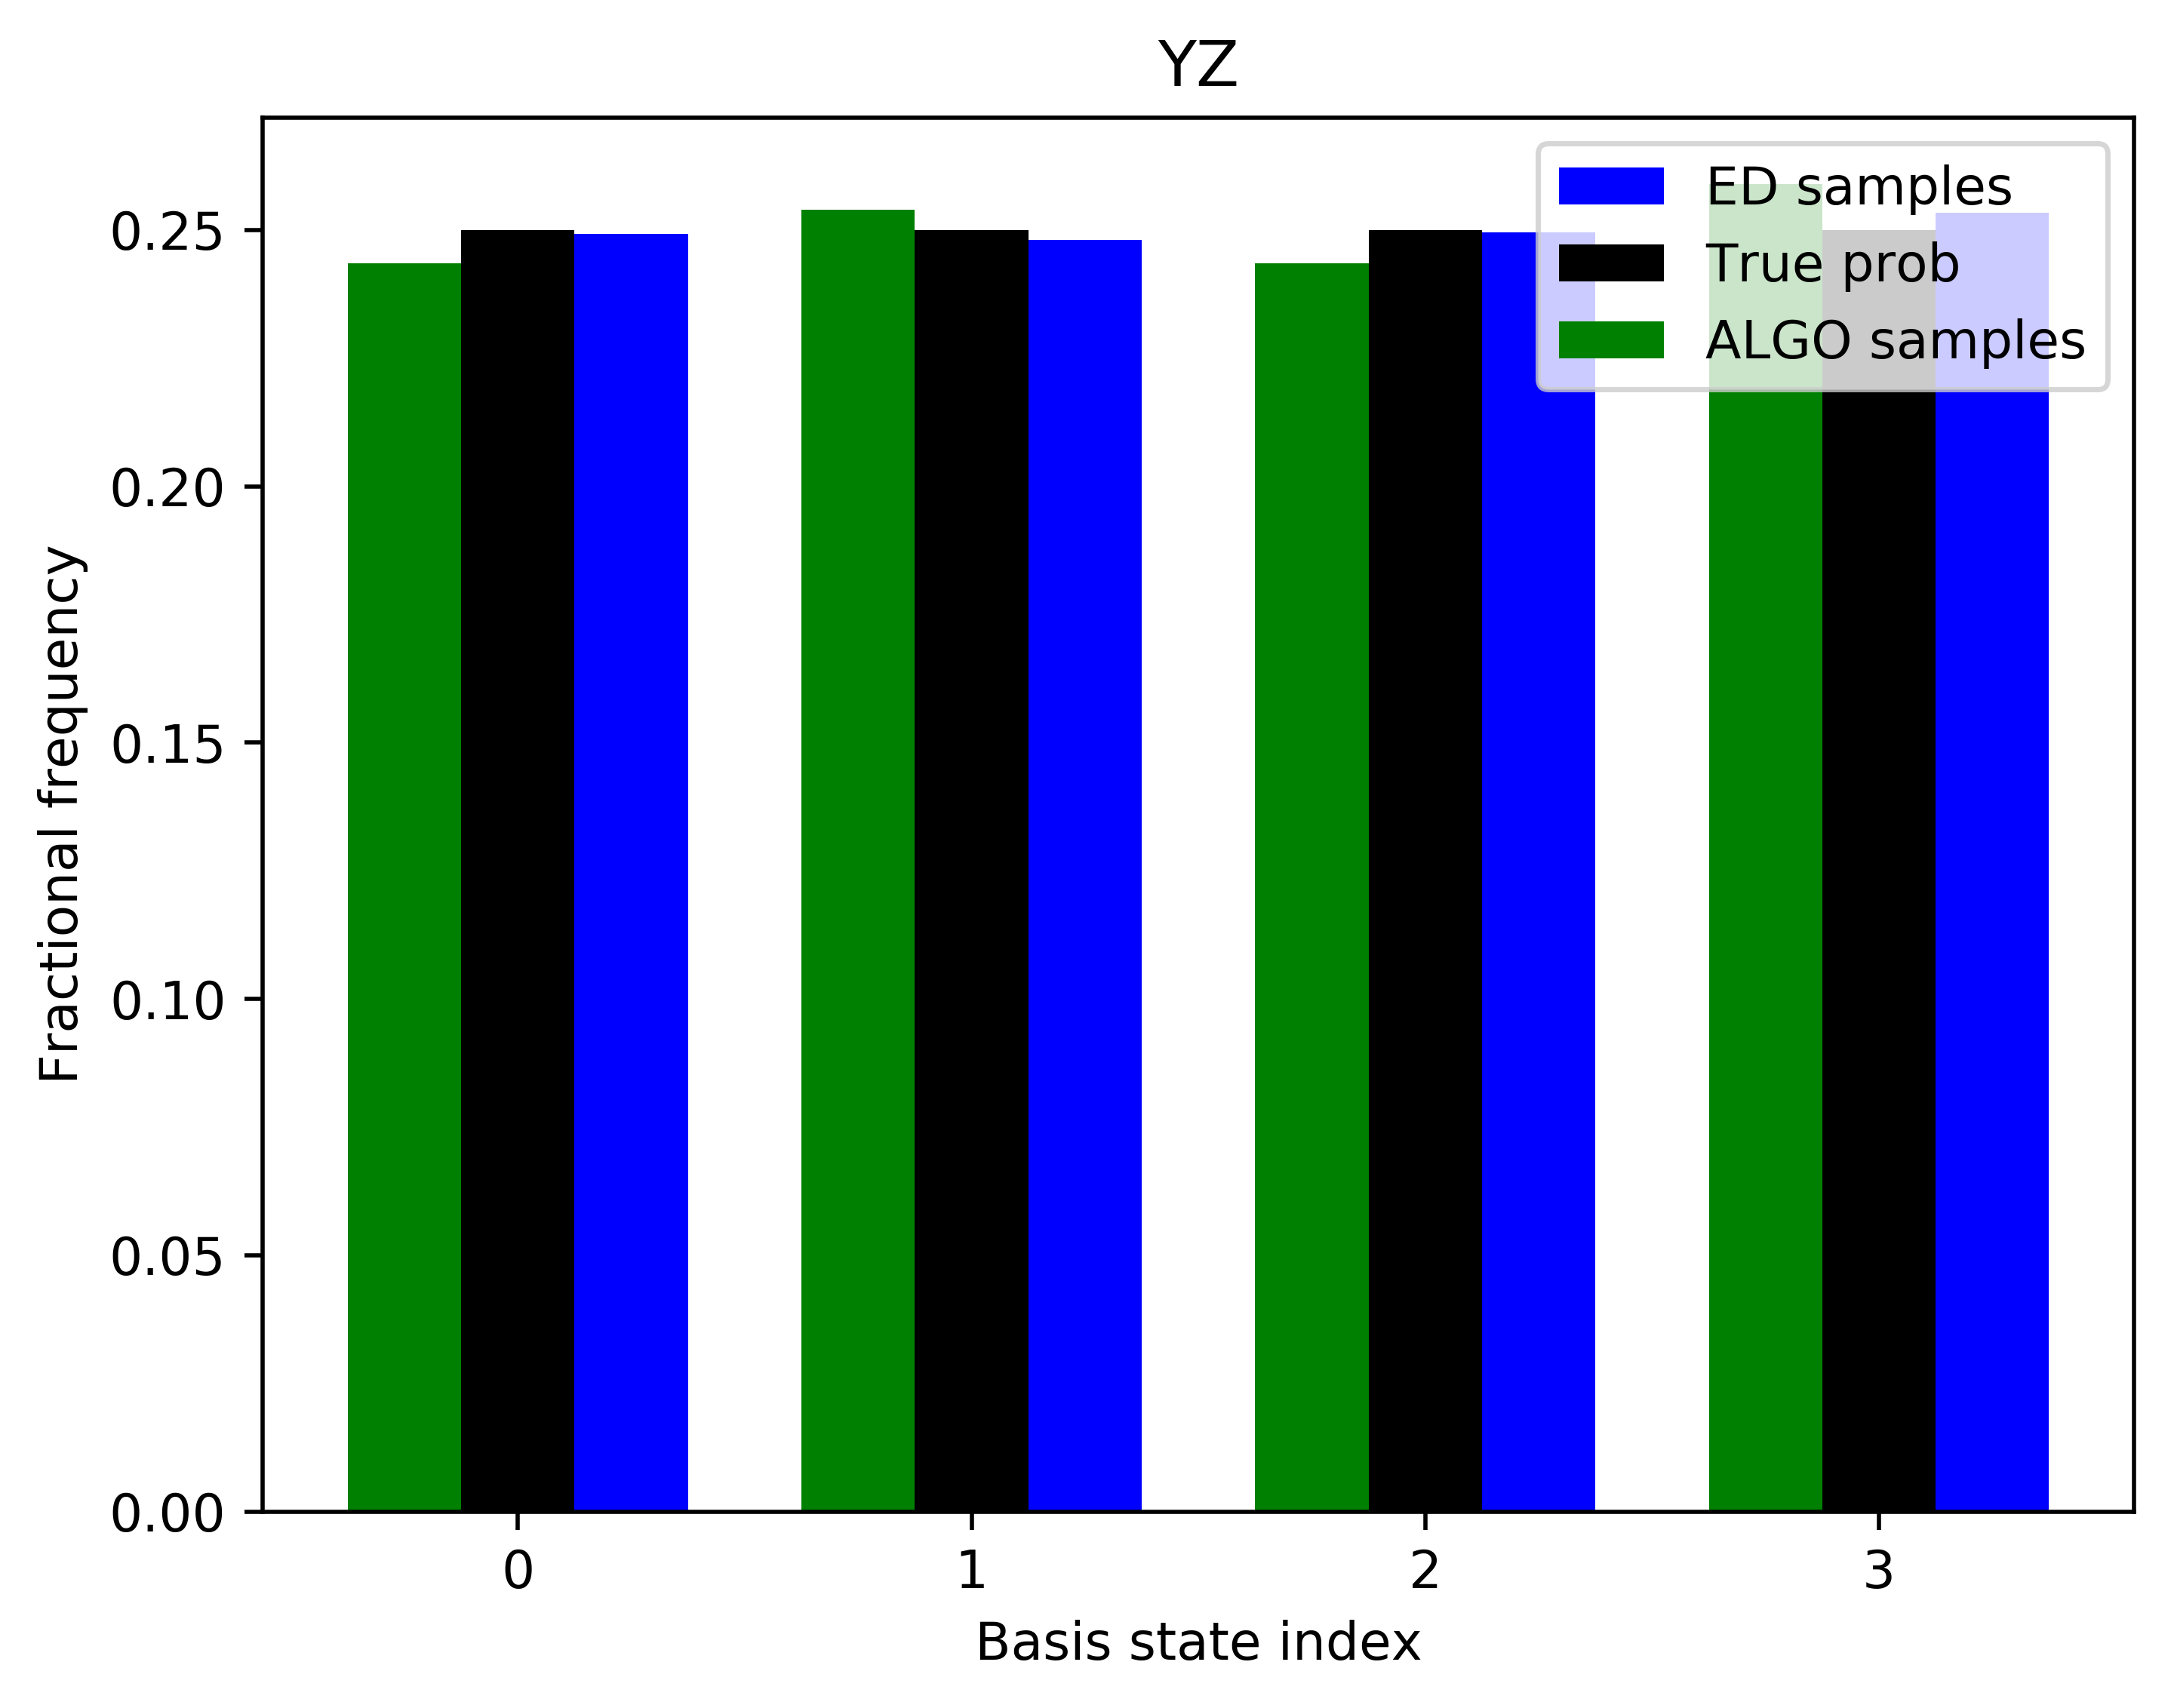 YZ
ED samples
True prob
ALGO samples
Fractional frequency
0.25
0.20
0.15
0.10
0.05
0.00
0 1 2 3
Basis state index